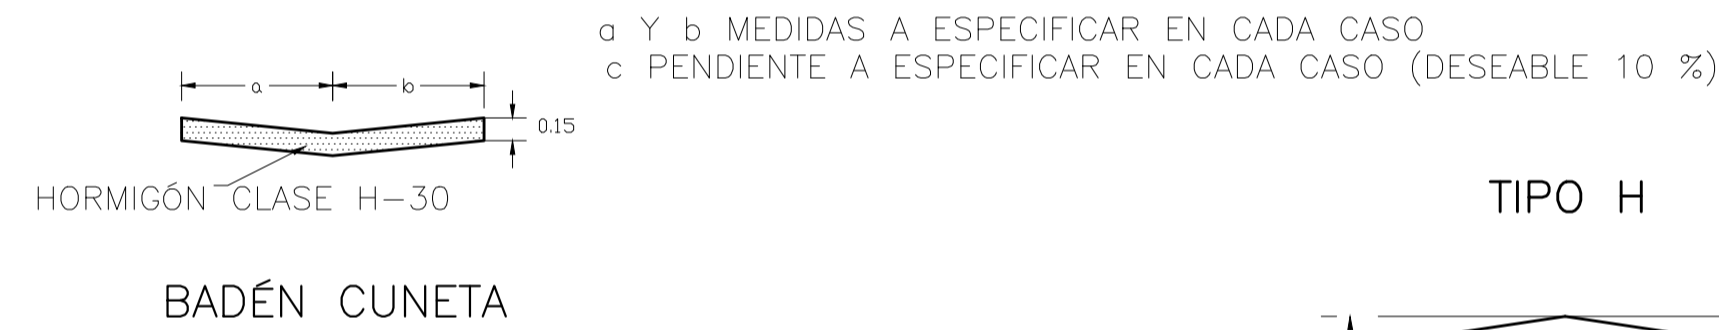 a Y b MEDIDAS A ESPECIFICAR EN CADA CASO
c PENDIENTE A ESPECIFICAR EN CADA CASO (DESEABLE 10 %)
a
b
0.15
HORMIGÓN CLASE H-30
TIPO H
BADÉN CUNETA